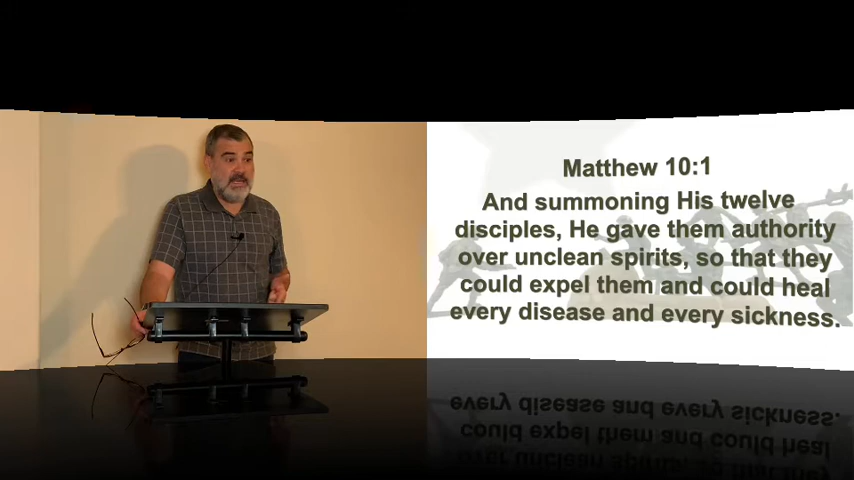 Matthew 10:1
And summoning His twelve
disciples, He gave them authority
over unclean spirits, so that they
could expel them and could heal
every disease and every sickness.